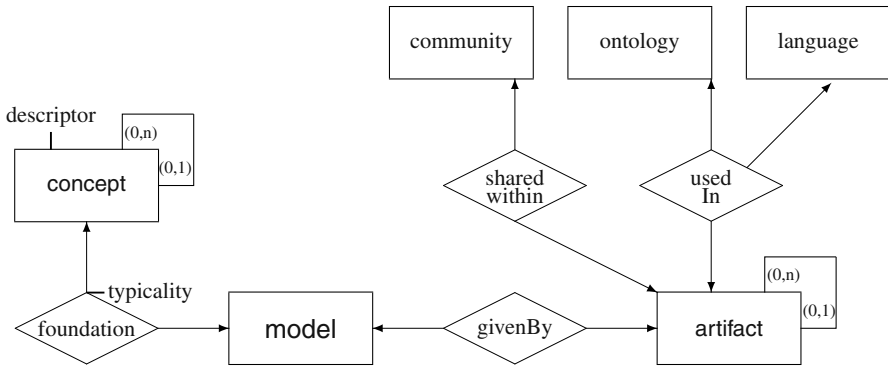 community
ontology
language
descriptor
(0,n)
(0,1)
concept
shared
within
used
In
typicality
foundation
model
givenBy
artifact
(0,n)
(0,1)